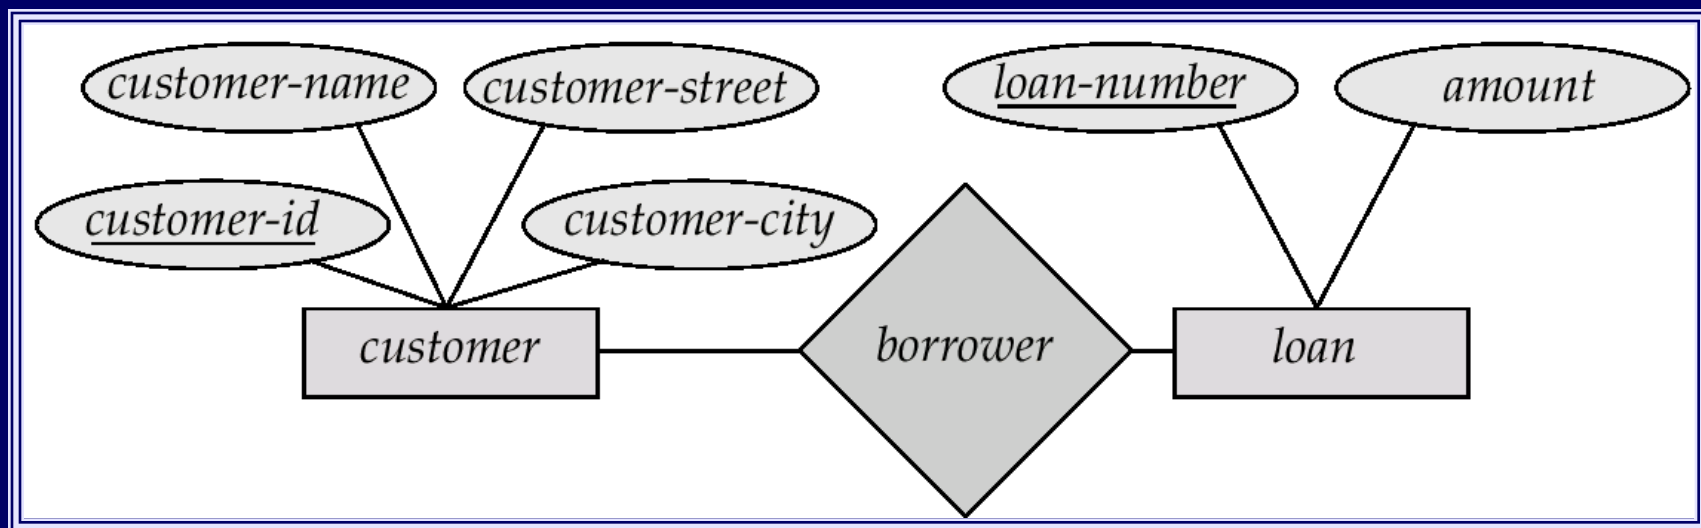 customer-name
customer-street
loan-number
amount
customer-id
customer-city
customer
borrower
loan